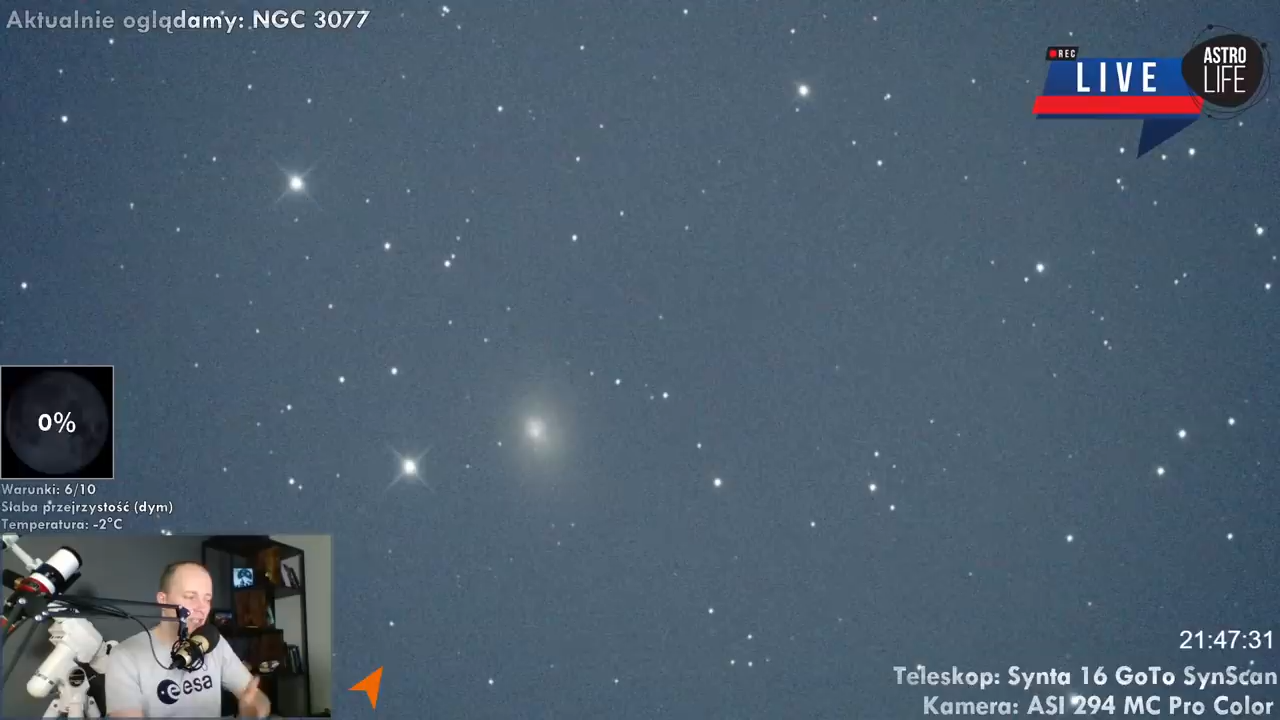 Aktualnie oglądamy: NGC 3077
REC
LIVE
ASTRO
LIFE
0%
Warunki: 6/10
Słaba przejrzystość (dym)
Temperatura: -2°C
esa
21:47:31
Teleskop: Synta 16 GoTo SynScan
Kamera: ASI 294 MC Pro Color